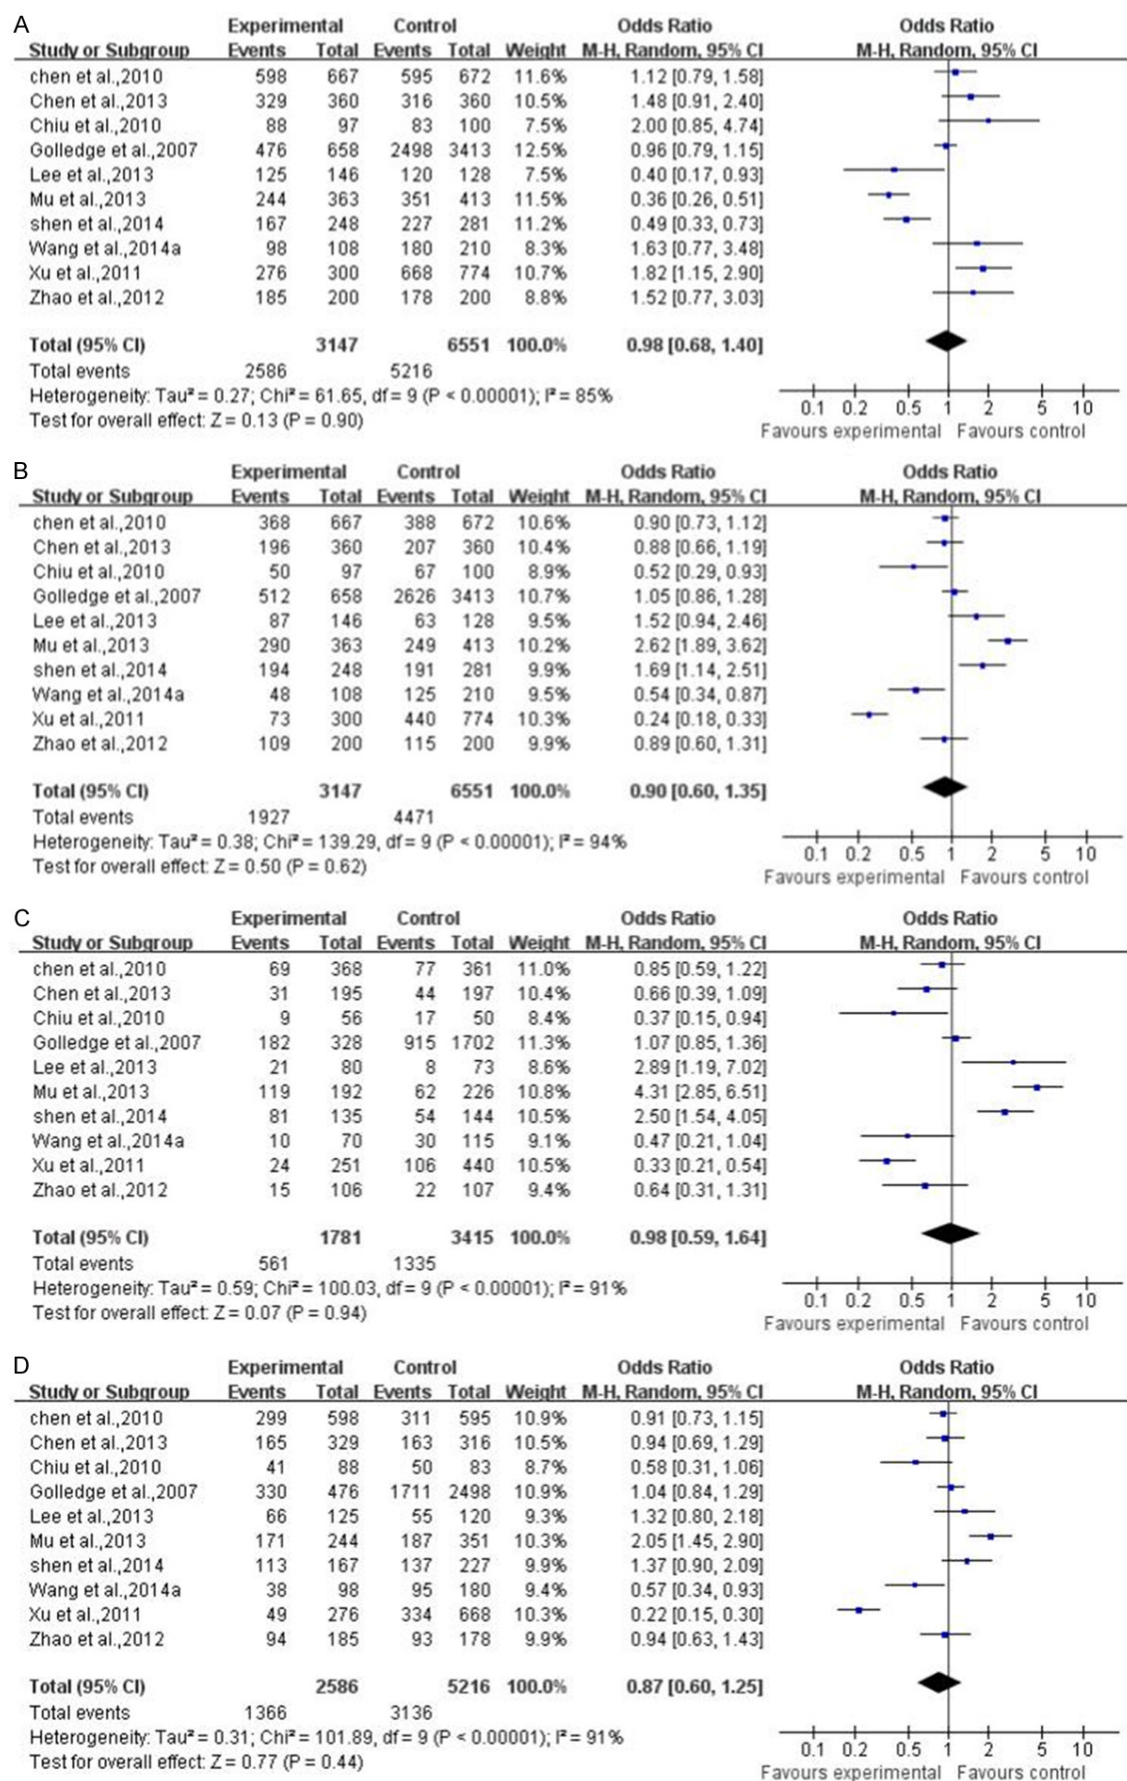 A
Experimental Control Odds Ratio Odds Ratio
Study or Subgroup Events Total Events Total Weight M-H, Random, 95% CI M-H, Random, 95% CI
chen et al.,2010 598 667 595 672 11.6% 1.12 [0.79, 1.58]
Chen et al.,2013 329 360 316 360 10.5% 1.48 [0.91, 2.40]
Chiu et al.,2010 88 97 83 100 7.5% 2.00 [0.85, 4.74]
Golledge et al.,2007 476 658 2498 3413 12.5% 0.96 [0.79, 1.15]
Lee et al.,2013 125 146 120 128 7.5% 0.40 [0.17, 0.93]
Mu et al.,2013 244 363 351 413 11.5% 0.36 [0.26, 0.51]
shen et al.,2014 167 248 227 281 11.2% 0.49 [0.33, 0.73]
Wang et al.,2014a 98 108 180 210 8.3% 1.63 [0.77, 3.48]
Xu et al.,2011 276 300 668 774 10.7% 1.82 [1.15, 2.90]
Zhao et al.,2012 185 200 178 200 8.8% 1.52 [0.77, 3.03]
Total (95% CI) 3147 6551 100.0% 0.98 [0.68, 1.40]
Total events 2586 5216
Heterogeneity: Tau² = 0.27; Chi² = 61.65, df = 9 (P < 0.00001); I² = 85%
Test for overall effect: Z = 0.13 (P = 0.90)
0.1 0.2 0.5 1 2 5 10
Favours experimental Favours control
B
Experimental Control Odds Ratio Odds Ratio
Study or Subgroup Events Total Events Total Weight M-H, Random, 95% CI M-H, Random, 95% CI
chen et al.,2010 368 667 388 672 10.6% 0.90 [0.73, 1.12]
Chen et al.,2013 196 360 207 360 10.4% 0.88 [0.66, 1.19]
Chiu et al.,2010 50 97 67 100 8.9% 0.52 [0.29, 0.93]
Golledge et al.,2007 512 658 2626 3413 10.7% 1.05 [0.86, 1.28]
Lee et al.,2013 87 146 63 128 9.5% 1.52 [0.94, 2.46]
Mu et al.,2013 290 363 249 413 10.2% 2.62 [1.89, 3.62]
shen et al.,2014 194 248 191 281 9.9% 1.69 [1.14, 2.51]
Wang et al.,2014a 48 108 125 210 9.5% 0.54 [0.34, 0.87]
Xu et al.,2011 73 300 440 774 10.3% 0.24 [0.18, 0.33]
Zhao et al.,2012 109 200 115 200 9.9% 0.89 [0.60, 1.31]
Total (95% CI) 3147 6551 100.0% 0.90 [0.60, 1.35]
Total events 1927 4471
Heterogeneity: Tau² = 0.38; Chi² = 139.29, df = 9 (P < 0.00001); I² = 94%
Test for overall effect: Z = 0.50 (P = 0.62)
0.1 0.2 0.5 1 2 5 10
Favours experimental Favours control
C
Experimental Control Odds Ratio Odds Ratio
Study or Subgroup Events Total Events Total Weight M-H, Random, 95% CI M-H, Random, 95% CI
chen et al.,2010 69 368 77 361 11.0% 0.85 [0.59, 1.22]
Chen et al.,2013 31 195 44 197 10.4% 0.66 [0.39, 1.09]
Chiu et al.,2010 9 56 17 50 8.4% 0.37 [0.15, 0.94]
Golledge et al.,2007 182 328 915 1702 11.3% 1.07 [0.85, 1.36]
Lee et al.,2013 21 80 8 73 8.6% 2.89 [1.19, 7.02]
Mu et al.,2013 119 192 62 226 10.8% 4.31 [2.85, 6.51]
shen et al.,2014 81 135 54 144 10.5% 2.50 [1.54, 4.05]
Wang et al.,2014a 10 70 30 115 9.1% 0.47 [0.21, 1.04]
Xu et al.,2011 24 251 106 440 10.5% 0.33 [0.21, 0.54]
Zhao et al.,2012 15 106 22 107 9.4% 0.64 [0.31, 1.31]
Total (95% CI) 1781 3415 100.0% 0.98 [0.59, 1.64]
Total events 561 1335
Heterogeneity: Tau² = 0.59; Chi² = 100.03, df = 9 (P < 0.00001); I² = 91%
Test for overall effect: Z = 0.07 (P = 0.94)
0.1 0.2 0.5 1 2 5 10
Favours experimental Favours control
D
Experimental Control Odds Ratio Odds Ratio
Study or Subgroup Events Total Events Total Weight M-H, Random, 95% CI M-H, Random, 95% CI
chen et al.,2010 299 598 311 595 10.9% 0.91 [0.73, 1.15]
Chen et al.,2013 165 329 163 316 10.5% 0.94 [0.69, 1.29]
Chiu et al.,2010 41 88 50 83 8.7% 0.58 [0.31, 1.06]
Golledge et al.,2007 330 476 1711 2498 10.9% 1.04 [0.84, 1.29]
Lee et al.,2013 66 125 55 120 9.3% 1.32 [0.80, 2.18]
Mu et al.,2013 171 244 187 351 10.3% 2.05 [1.45, 2.90]
shen et al.,2014 113 167 137 227 9.9% 1.37 [0.90, 2.09]
Wang et al.,2014a 38 98 95 180 9.4% 0.57 [0.34, 0.93]
Xu et al.,2011 49 276 334 668 10.3% 0.22 [0.15, 0.30]
Zhao et al.,2012 94 185 93 178 9.9% 0.94 [0.63, 1.43]
Total (95% CI) 2586 5216 100.0% 0.87 [0.60, 1.25]
Total events 1366 3136
Heterogeneity: Tau² = 0.31; Chi² = 101.89, df = 9 (P < 0.00001); I² = 91%
Test for overall effect: Z = 0.77 (P = 0.44)
0.1 0.2 0.5 1 2 5 10
Favours experimental Favours control